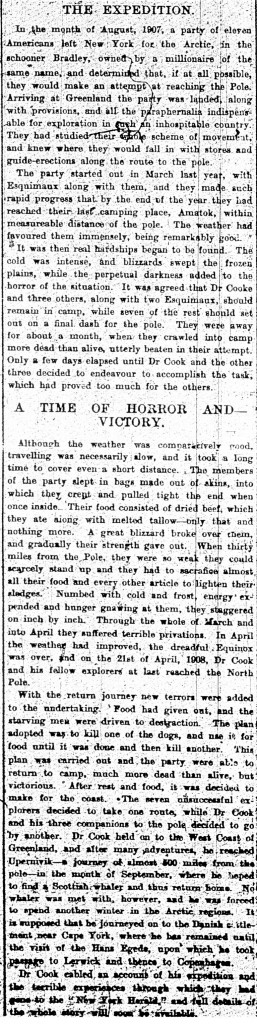 THE EXPEDITION.
In the month of August, 1907, a party of eleven
Americans left New York for the Arctic, in the
schooner Bradley, owned by a millionaire of the
same name, and determined that, if at all possible,
they would make an attempt at reaching the Pole.
Arriving at Greenland the party was landed, along
with provisions, and all the paraphernalia indispens-
able for exploration in such an inhospitable country.
They had studied their whole scheme of movement,
and knew where they would fall in with stores and
guide-erections along the route to the pole.
The party started out in March last year, with
Esquimaux along with them, and they made such
rapid progress that by the end of the year they had
reached their last camping place, Amatok, within
measureable distance of the pole. The weather had
favoured them immensely, being remarkably good.
It was then real hardships began to be found. The
cold was intense, and blizzards swept the frozen
plains, while the perpetual darkness added to the
horror of the situation. It was agreed that Dr Cooke
and three others, along with two Esquimaux, should
remain in camp, while seven of the rest should set
out on a final dash for the pole. They were away
for about a month, when they crawled into camp
more dead than alive, utterly beaten in their attempt.
Only a few days elapsed until Dr Cook and the other
three decided to endeavour to accomplish the task,
which had proved too much for the others.
A TIME OF HORROR AND—
VICTORY.
Although the weather was comparatively good,
travelling was necessarily slow, and it took a long
time to cover even a short distance. The members
of the party slept in bags made out of skins, into
which they crept and pulled tight the end when
once inside. Their food consisted of dried beef, which
they ate along with melted tallow—only that and
nothing more. A great blizzard broke over them,
and gradually their strength gave out. When thirty
miles from the Pole, they were so weak they could
scarcely stand up and they had to sacrifice almost
all their food and every other article to lighten their
sledges. Numbed with cold and frost, energy ex-
pended and hunger gnawing at them, they staggered
on inch by inch. Through the whole of March and
into April they suffered terrible privations. In April
the weather had improved, the dreadful Equinox
was over, and on the 21st of April, 1908, Dr Cook
and his fellow explorers at last reached the North
Pole.
With the return journey new terrors were added
to the undertaking. Food had given out, and the
starving men were driven to destraction. The plan
adopted was to kill one of the dogs, and use it for
food until it was done and then kill another. This
plan was carried out and the party were able to
return to camp, much more dead than alive, but
victorious. After rest and food, it was decided to
make for the coast. The seven unsuccessful ex-
plorers decided to take one route, while Dr Cook
and his three companions to the pole decided to go
by another. Dr Cook held on to the West Coast of
Greenland, and after many adventures, he reached
Upernivik—a journey of almost 500 miles from the
pole—in the month of September, where he hoped
to find a Scottish whaler and thus return home. No
whaler was met with, however, and he was forced
to spend another winter in the Arctic regions. It
is supposed that he journeyed on to the Danish settle-
ment near Cape York, where he has remained until
the visit of the Hans Egede, upon which he took
passage to Lerwick and thence to Copenhagen.
Dr Cook cabled an account of his expedition and
the terrible experiences through which they had
gone to the "New York Herald," and full details of
the whole story will soon be available.